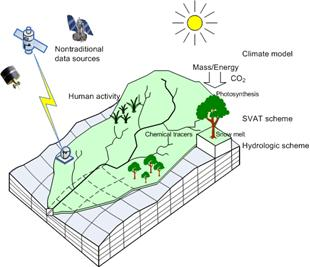 Nontraditional
data sources
Climate model
Mass/Energy
CO2
Human activity
Photosynthesis
SVAT scheme
Chemical tracers
Snow melt
Hydrologic scheme